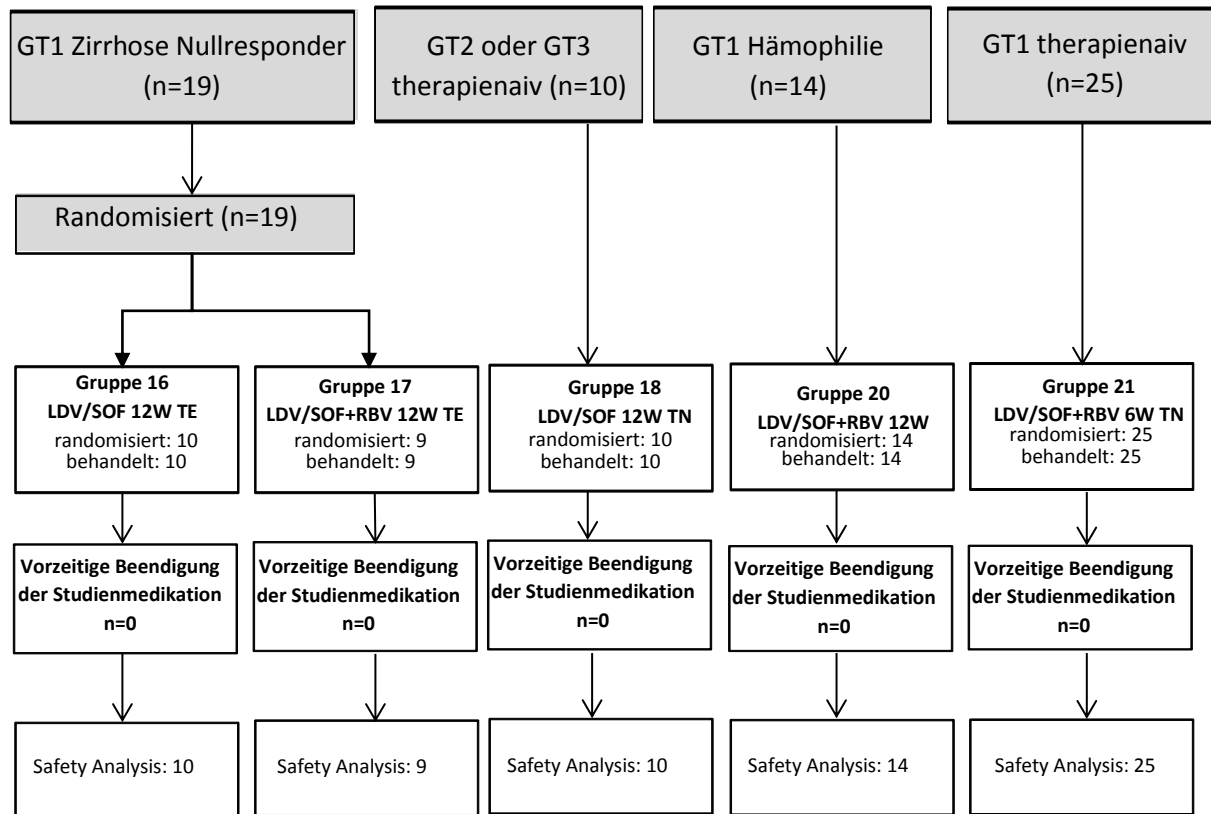 GT1 Zirrhose Nullresponder
(n=19)
GT2 oder GT3
therapienaiv (n=10)
GT1 Hämophilie
(n=14)
GT1 therapienaiv
(n=25)
Randomisiert (n=19)
Gruppe 16
LDV/SOF 12W TE
randomisiert: 10
behandelt: 10
Gruppe 17
LDV/SOF+RBV 12W TE
randomisiert: 9
behandelt: 9
Gruppe 18
LDV/SOF 12W TN
randomisiert: 10
behandelt: 10
Gruppe 20
LDV/SOF+RBV 12W
randomisiert: 14
behandelt: 14
Gruppe 21
LDV/SOF+RBV 6W TN
randomisiert: 25
behandelt: 25
Vorzeitige Beendigung
der Studienmedikation
n=0
Vorzeitige Beendigung
der Studienmedikation
n=0
Vorzeitige Beendigung
der Studienmedikation
n=0
Vorzeitige Beendigung
der Studienmedikation
n=0
Vorzeitige Beendigung
der Studienmedikation
n=0
Safety Analysis: 10
Safety Analysis: 9
Safety Analysis: 10
Safety Analysis: 14
Safety Analysis: 25